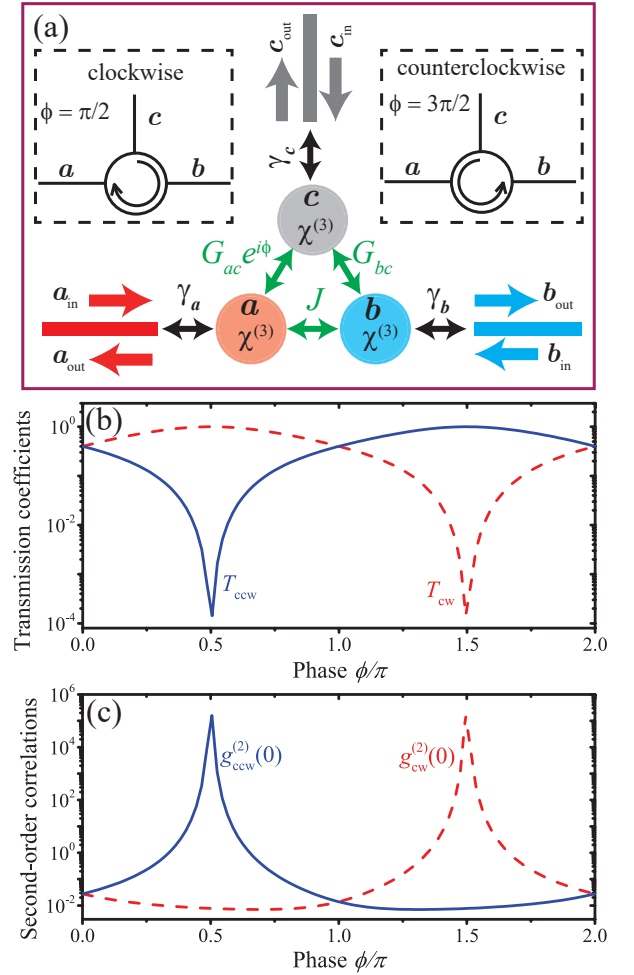 (a)
c_out
c_in
clockwise
ϕ = π/2
c
a
b
counterclockwise
ϕ = 3π/2
c
a
b
γ_c
c
χ^(3)
G_ac e^iϕ
G_bc
a_in
γ_a
a
χ^(3)
J
b
χ^(3)
γ_b
b_out
a_out
b_in
(b)
Transmission coefficients
10^0
10^-2
10^-4
T_ccw
T_cw
0.0 0.5 1.0 1.5 2.0
Phase ϕ/π
(c)
Second-order correlations
10^6
10^4
10^2
10^0
10^-2
g_ccw^(2)(0)
g_cw^(2)(0)
0.0 0.5 1.0 1.5 2.0
Phase ϕ/π